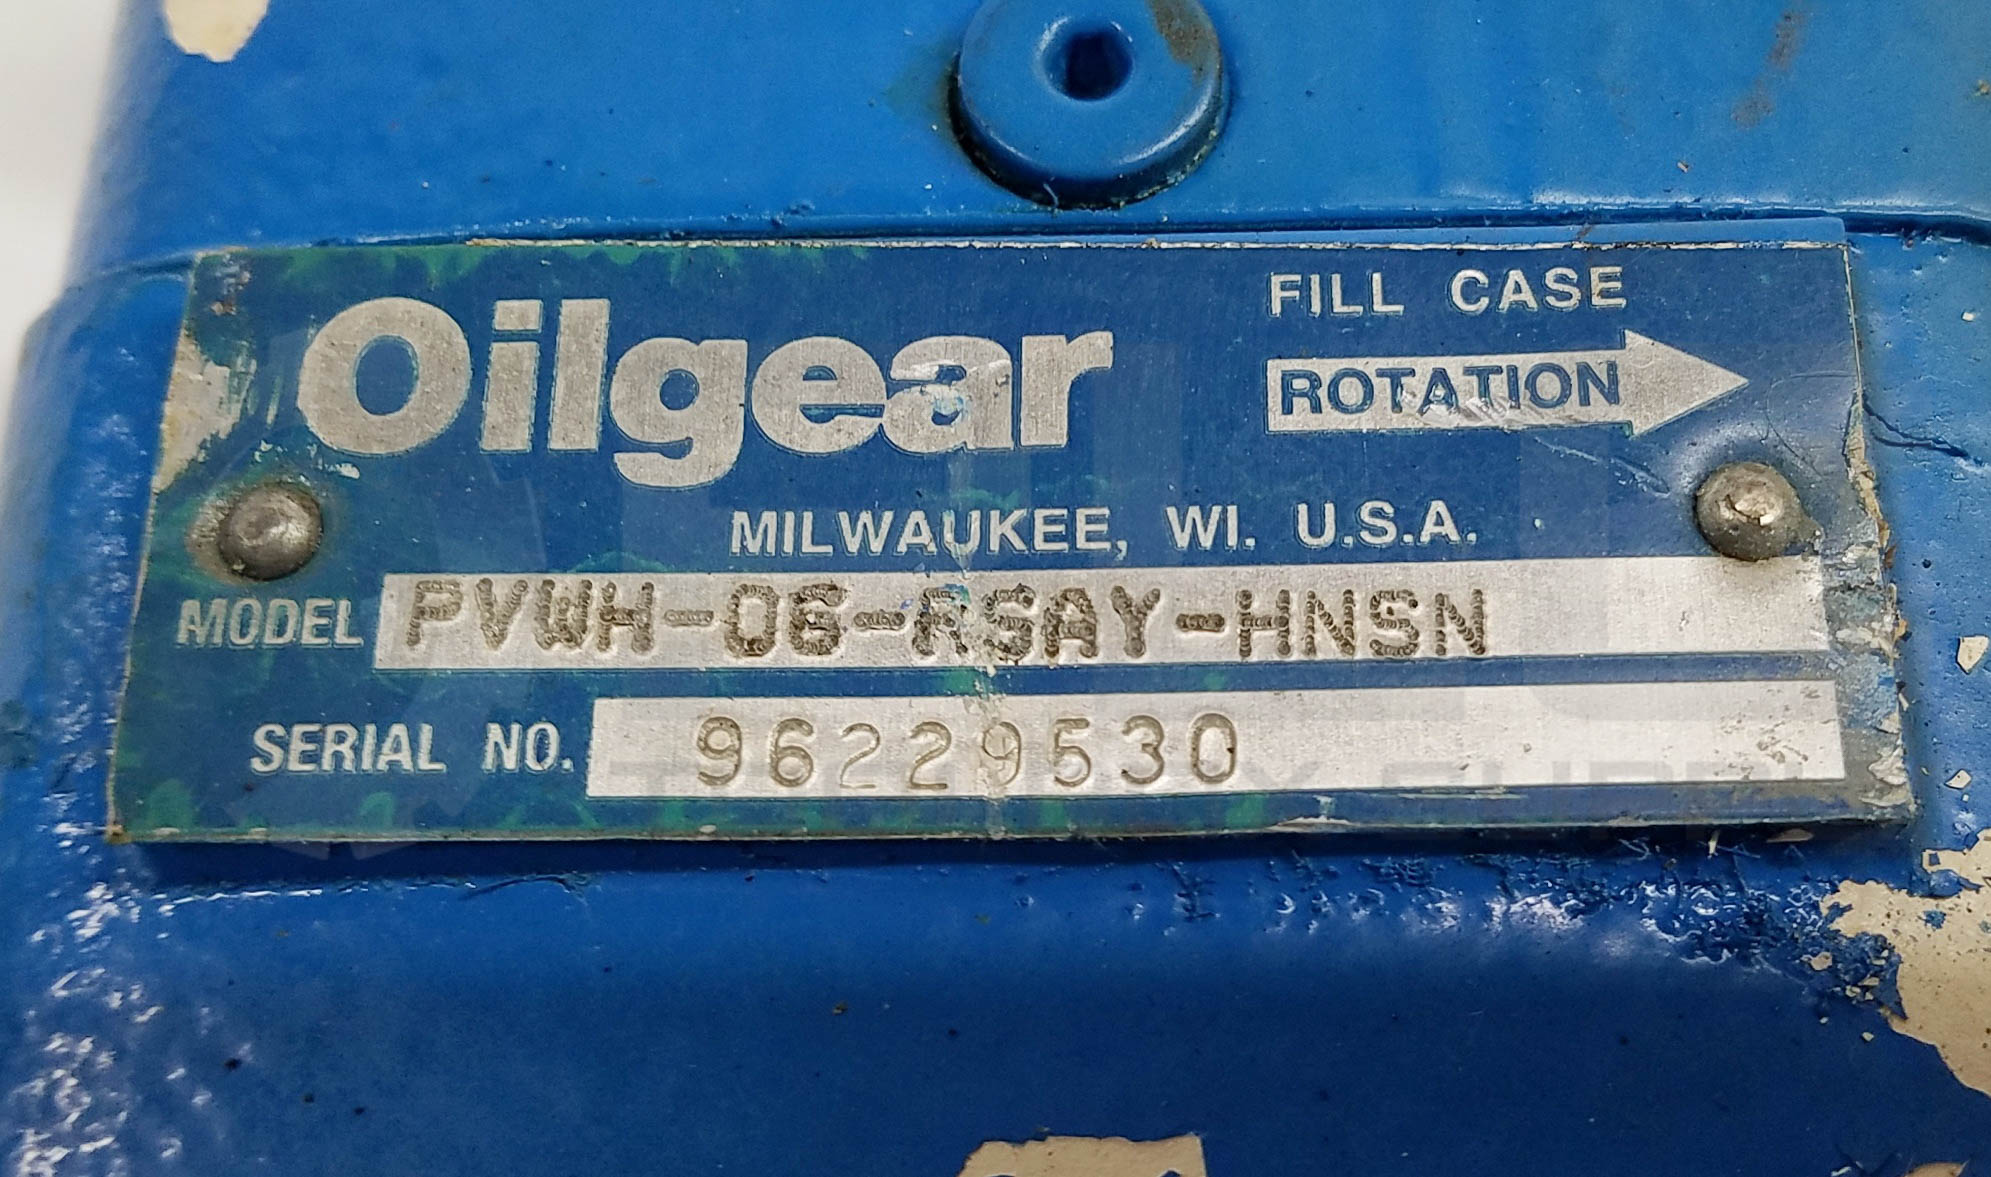 Oilgear
FILL CASE
ROTATION
MILWAUKEE, WI. U.S.A.
MODEL PVWH-06-RSAY-HNSN
SERIAL NO. 96229530